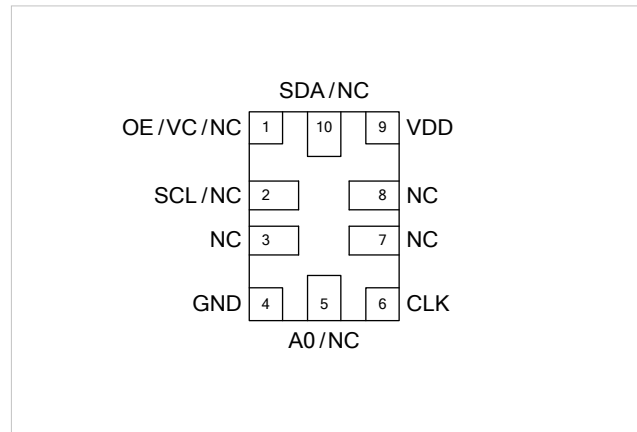 SDA/NC
OE/VC/NC 1 10 9 VDD
SCL/NC 2 8 NC
NC 3 7 NC
GND 4 5 6 CLK
A0/NC